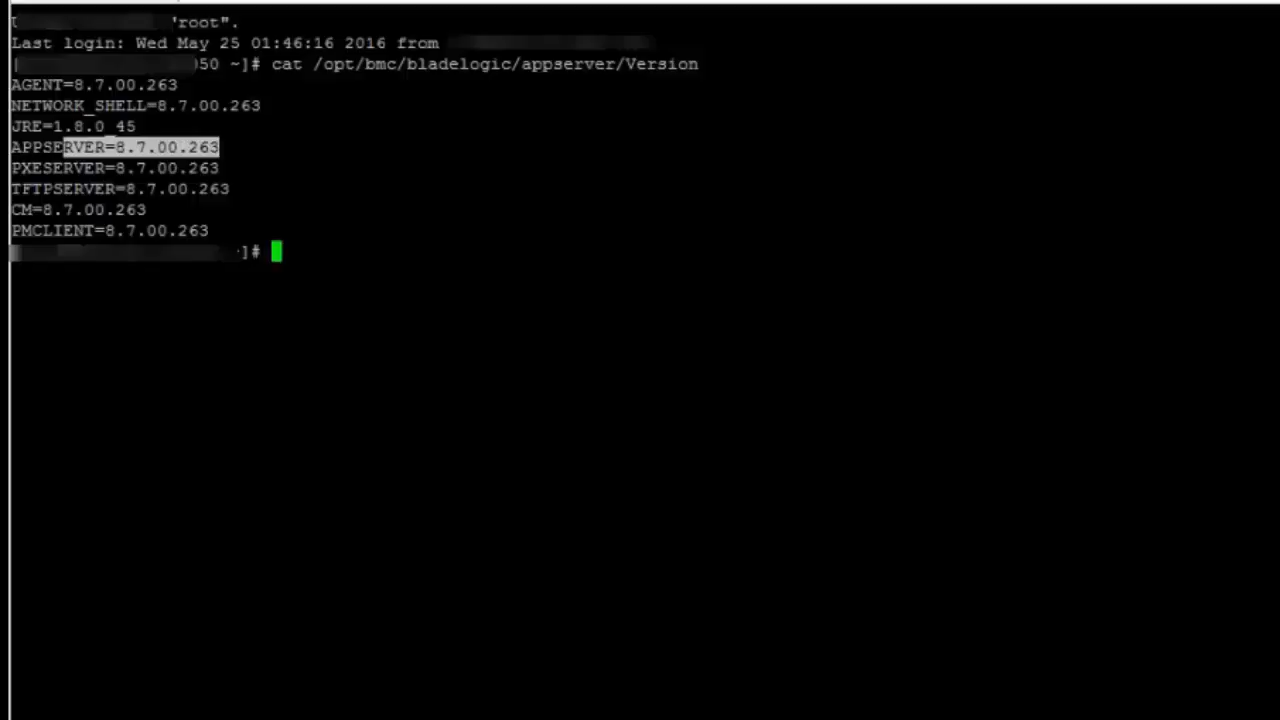 'root".
Last login: Wed May 25 01:46:16 2016 from
50 ~]# cat /opt/bmc/bladelogic/appserver/Version
AGENT=8.7.00.263
NETWORK_SHELL=8.7.00.263
JRE=1.8.0_45
APPSERVER=8.7.00.263
PXESERVER=8.7.00.263
TFTPSERVER=8.7.00.263
CM=8.7.00.263
PMCLIENT=8.7.00.263
]#